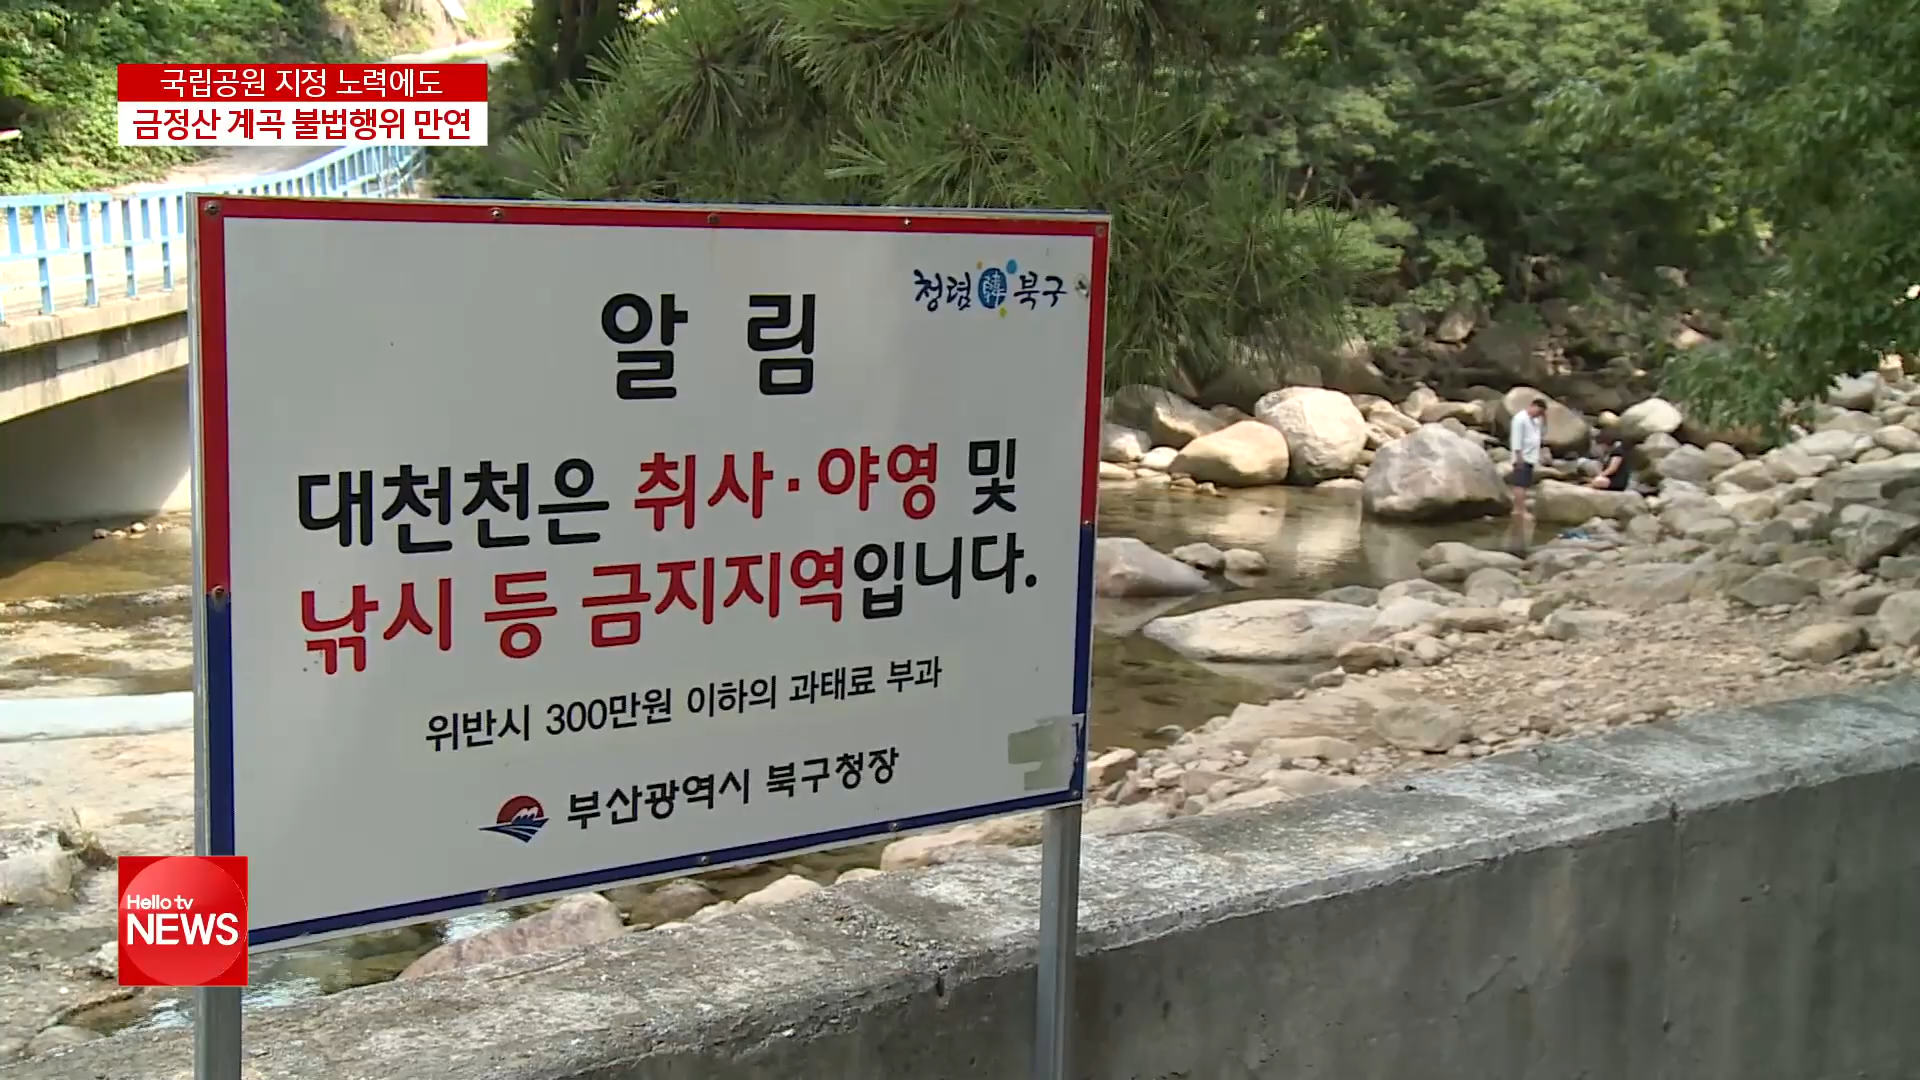 국립공원 지정 노력에도
금정산 계곡 불법행위 만연
청렴 韓 북구
알 림
대천천은 취사·야영 및
낚시 등 금지지역입니다.
위반시 300만원 이하의 과태료 부과
부산광역시 북구청장
Hello tv
NEWS